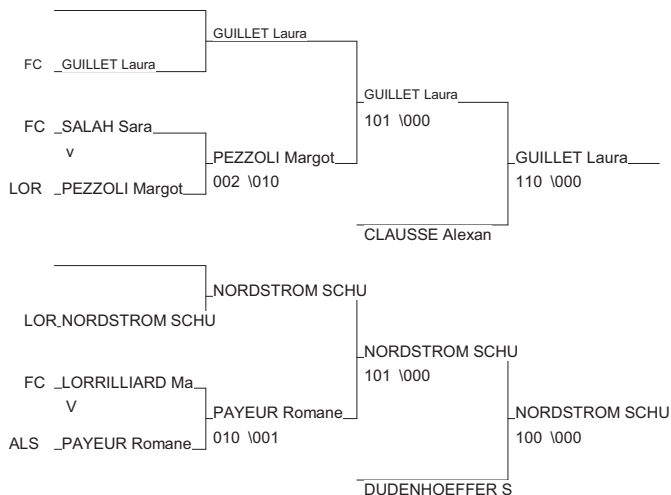 GUILLET Laura
FC GUILLET Laura
GUILLET Laura
101 \000
FC SALAH Sara
v
PEZZOLI Margot
002 \010
GUILLET Laura
110 \000
LOR PEZZOLI Margot
CLAUSSE Alexan
NORDSTROM SCHU
LOR NORDSTROM SCHU
NORDSTROM SCHU
101 \000
FC LORRILLIARD Ma
V
PAYEUR Romane
010 \001
NORDSTROM SCHU
100 \000
ALS PAYEUR Romane
DUDENHOEFFER S